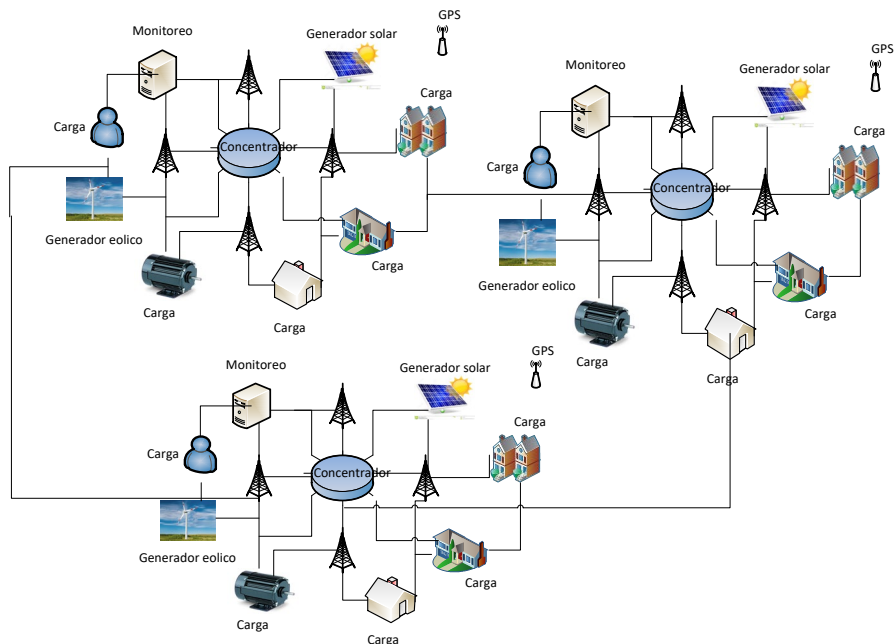 Monitoreo
Generador solar
GPS
Carga
Carga
Concentrador
Generador eolico
Carga
Carga
Carga
Monitoreo
Generador solar
GPS
Carga
Carga
Concentrador
Generador eolico
Carga
Carga
Carga
Monitoreo
Generador solar
GPS
Carga
Carga
Concentrador
Generador eolico
Carga
Carga
Carga